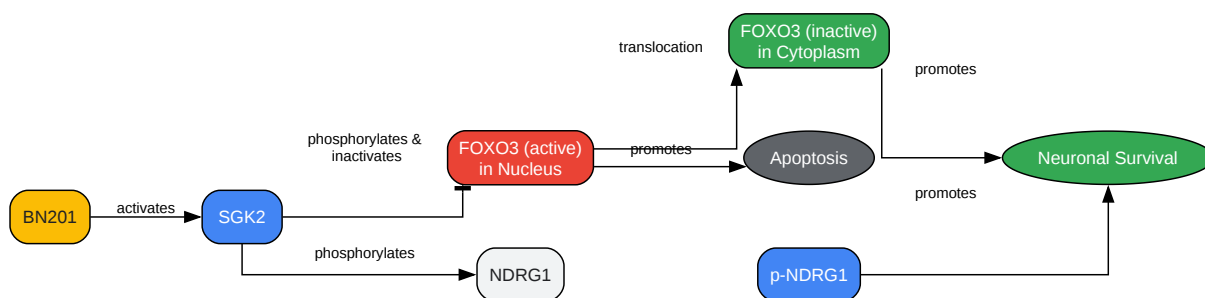 FOXO3 (inactive)
in Cytoplasm
translocation
promotes
phosphorylates &
inactivates
FOXO3 (active)
in Nucleus
promotes
Apoptosis
Neuronal Survival
promotes
BN201
activates
SGK2
phosphorylates
NDRG1
p-NDRG1